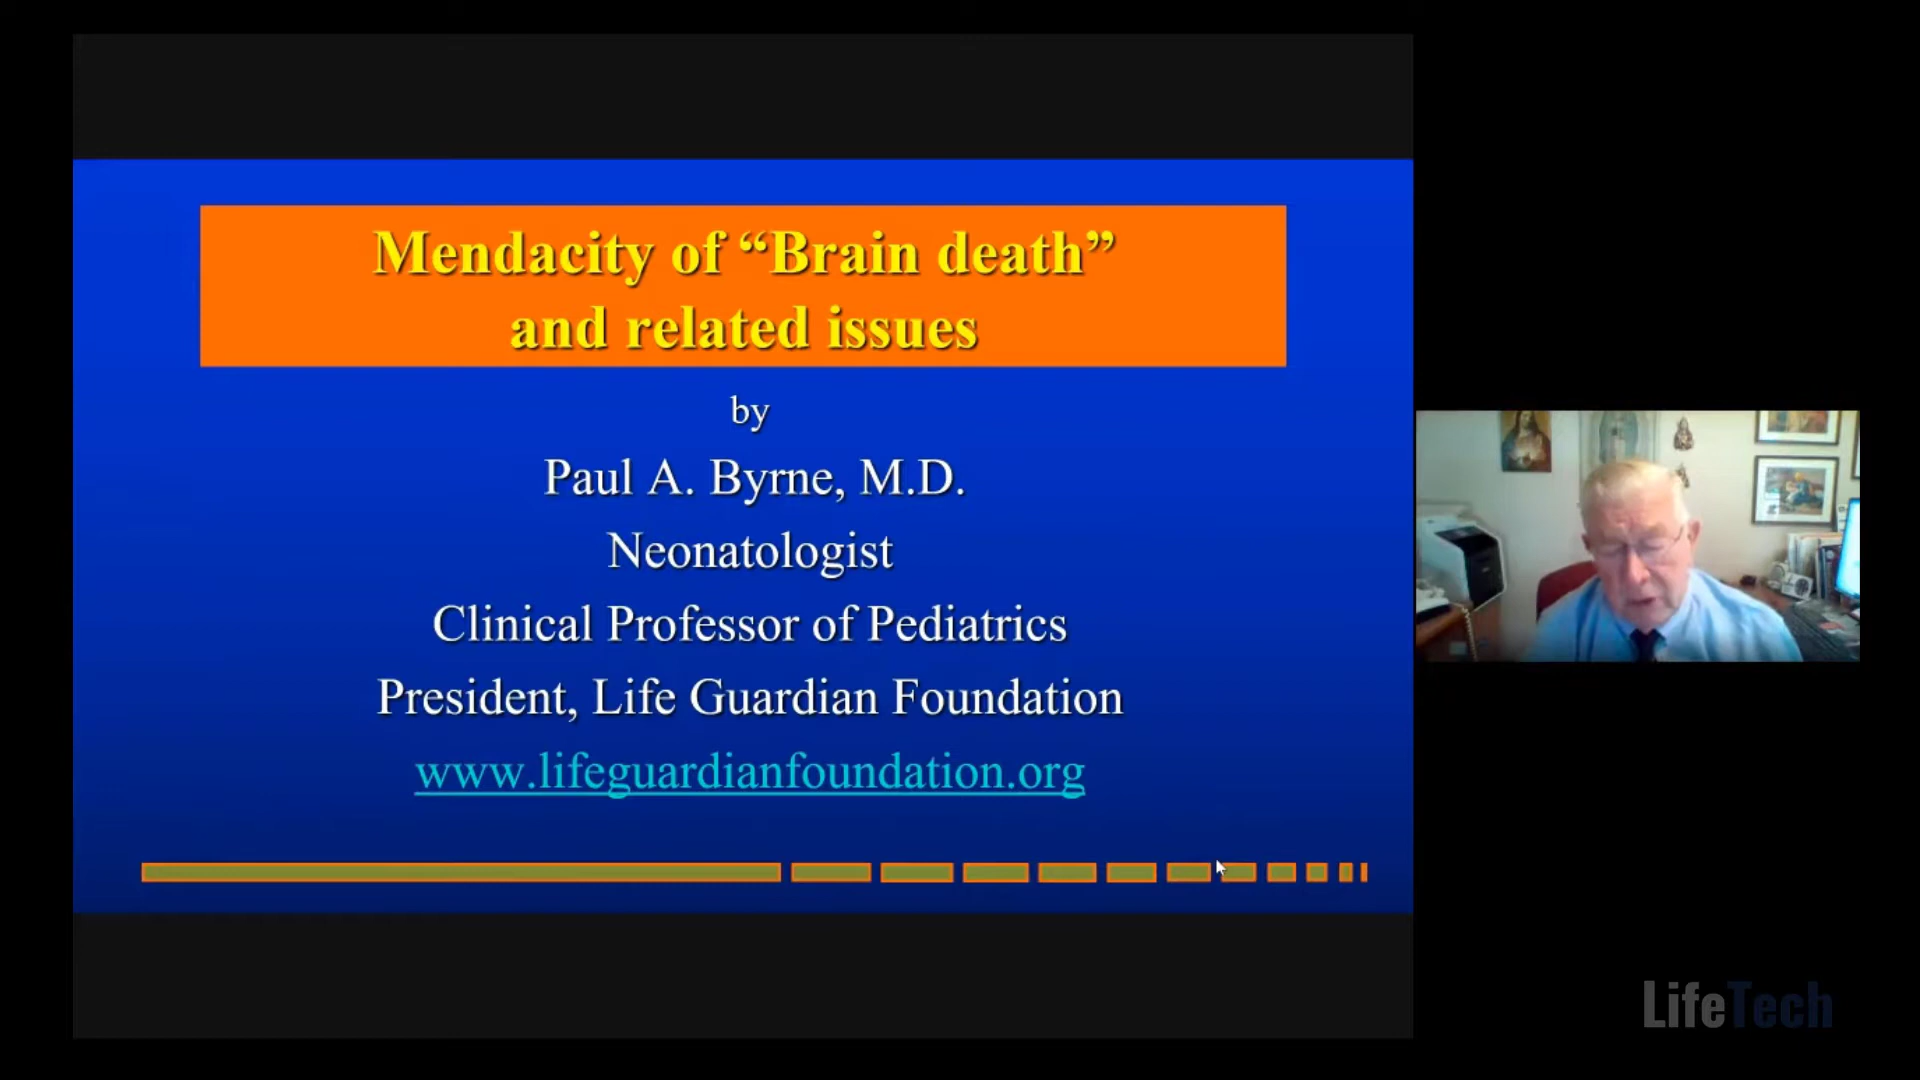 Mendacity of “Brain death”
and related issues
by
Paul A. Byrne, M.D.
Neonatologist
Clinical Professor of Pediatrics
President, Life Guardian Foundation
www.lifeguardianfoundation.org
LifeTech